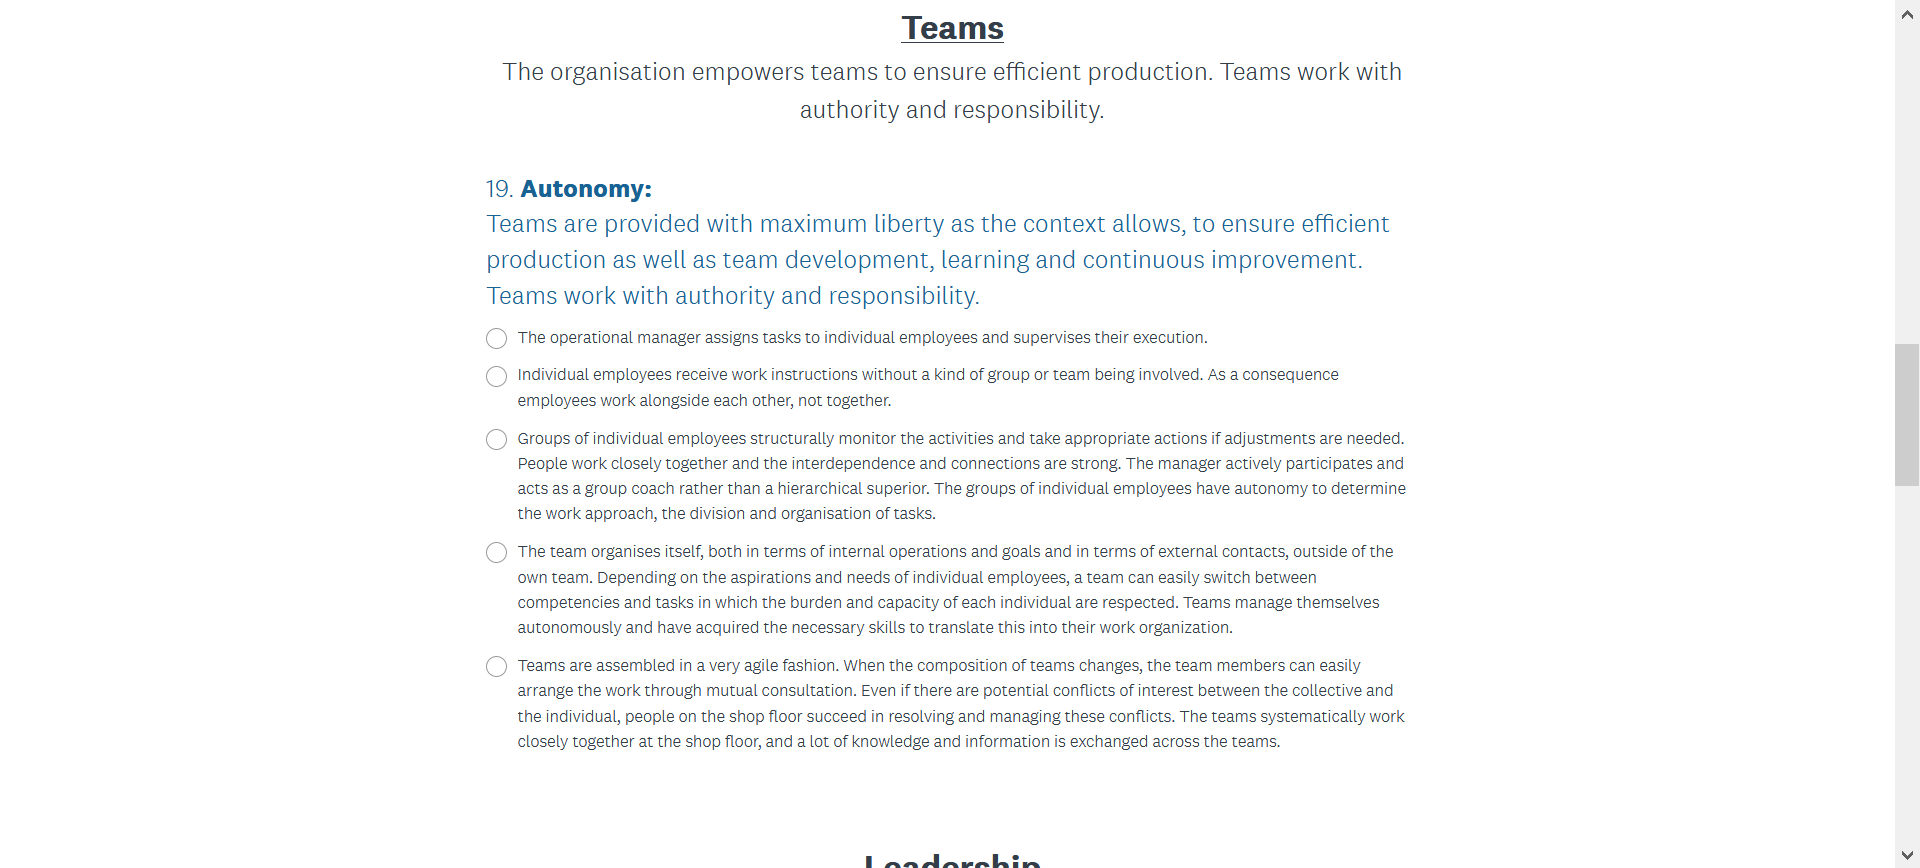 Teams
The organisation empowers teams to ensure efficient production. Teams work with
authority and responsibility.
19. Autonomy:
Teams are provided with maximum liberty as the context allows, to ensure efficient
production as well as team development, learning and continuous improvement.
Teams work with authority and responsibility.
The operational manager assigns tasks to individual employees and supervises their execution.
Individual employees receive work instructions without a kind of group or team being involved. As a consequence
employees work alongside each other, not together.
Groups of individual employees structurally monitor the activities and take appropriate actions if adjustments are needed.
People work closely together and the interdependence and connections are strong. The manager actively participates and
acts as a group coach rather than a hierarchical superior. The groups of individual employees have autonomy to determine
the work approach, the division and organisation of tasks.
The team organises itself, both in terms of internal operations and goals and in terms of external contacts, outside of the
own team. Depending on the aspirations and needs of individual employees, a team can easily switch between
competencies and tasks in which the burden and capacity of each individual are respected. Teams manage themselves
autonomously and have acquired the necessary skills to translate this into their work organization.
Teams are assembled in a very agile fashion. When the composition of teams changes, the team members can easily
arrange the work through mutual consultation. Even if there are potential conflicts of interest between the collective and
the individual, people on the shop floor succeed in resolving and managing these conflicts. The teams systematically work
closely together at the shop floor, and a lot of knowledge and information is exchanged across the teams.
Leadership